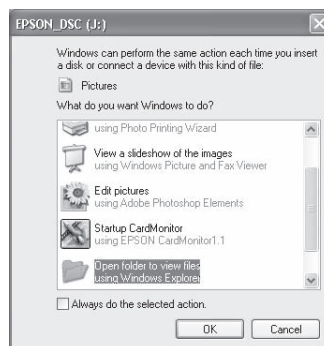 EPSON_DSC (J:)
Windows can perform the same action each time you insert
a disk or connect a device with this kind of file:
Pictures
What do you want Windows to do?
using Photo Printing Wizard
View a slideshow of the images
using Windows Picture and Fax Viewer
Edit pictures
using Adobe Photoshop Elements
Startup CardMonitor
using EPSON CardMonitor1.1
Open folder to view files
using Windows Explorer
Always do the selected action.
OK
Cancel